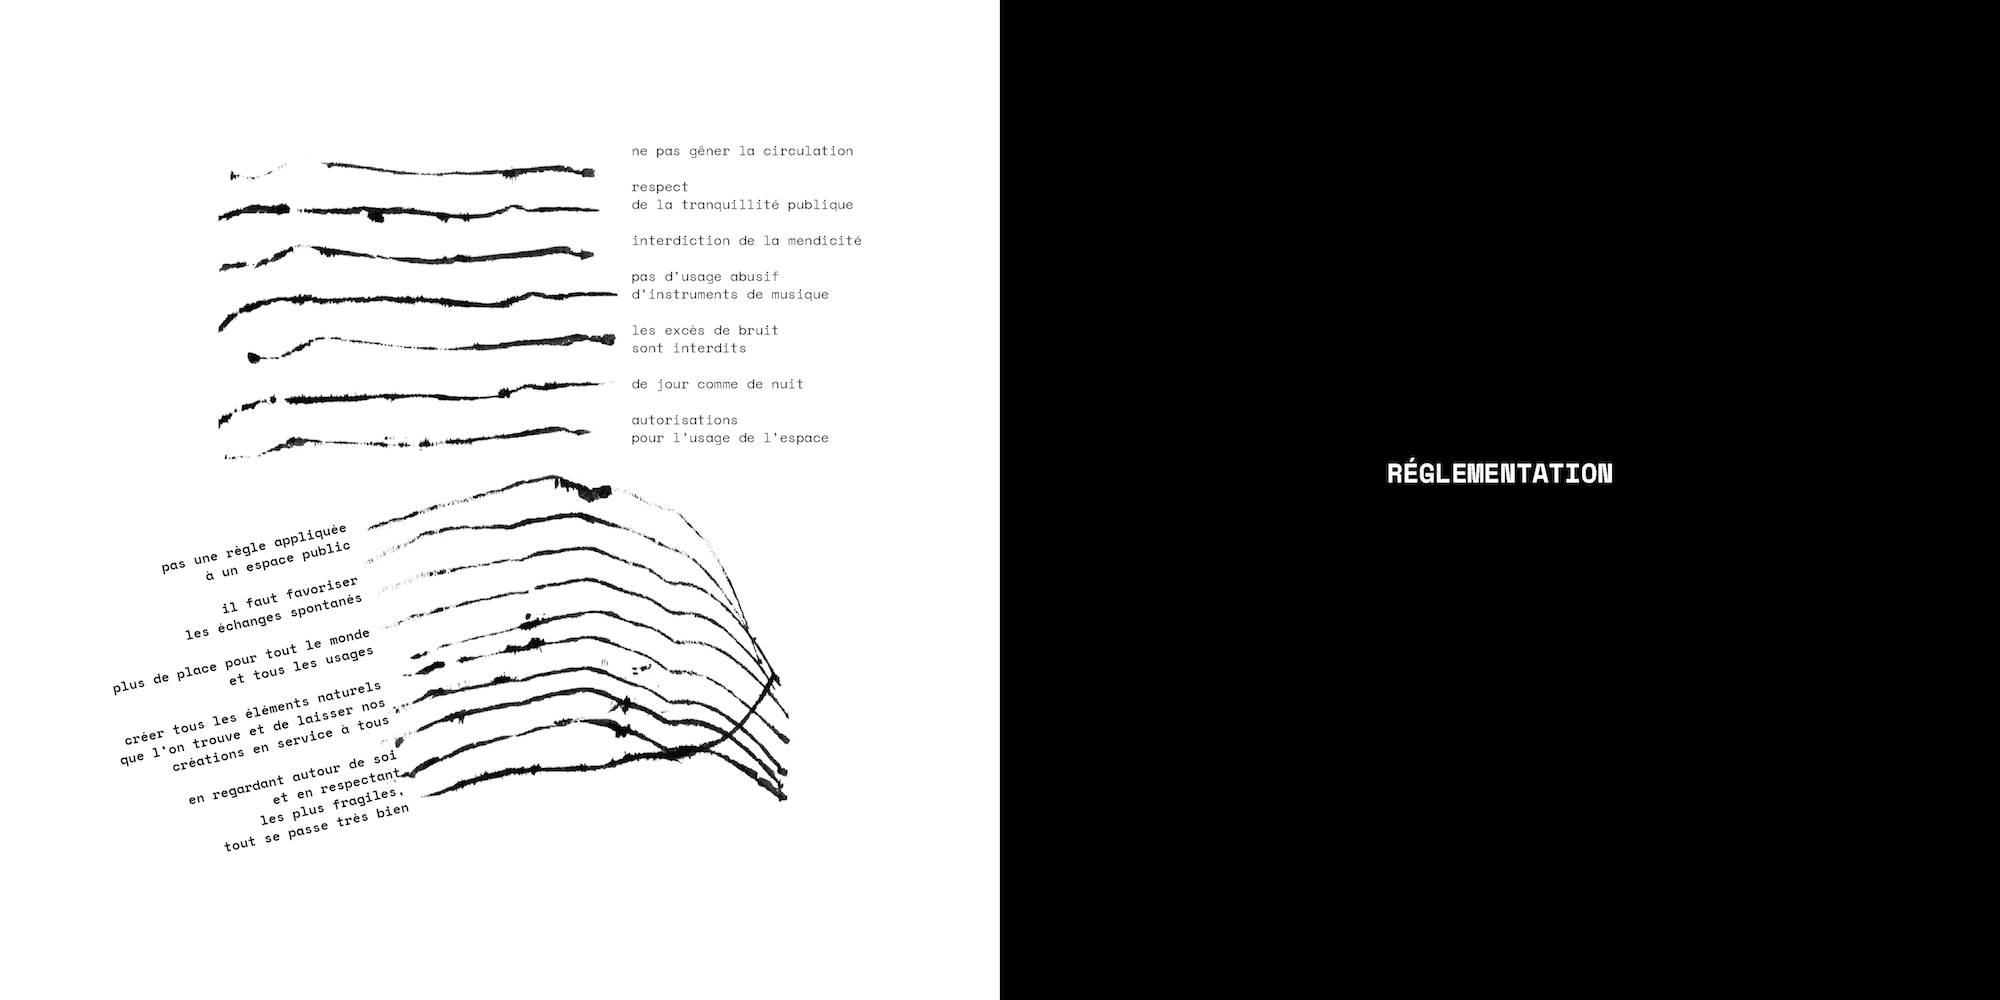 ne pas gêner la circulation
respect
de la tranquillité publique
interdiction de la mendicité
pas d'usage abusif
d'instruments de musique
les excès de bruit
sont interdits
de jour comme de nuit
autorisations
pour l'usage de l'espace
pas une règle appliquée
à un espace public
il faut favoriser
les échanges spontanés
plus de place pour tout le monde
et tous les usages
créer tous les éléments naturels
que l'on trouve et de laisser nos
créations en service à tous
en regardant autour de soi
et en respectant
les plus fragiles,
tout se passe très bien
RÉGLEMENTATION